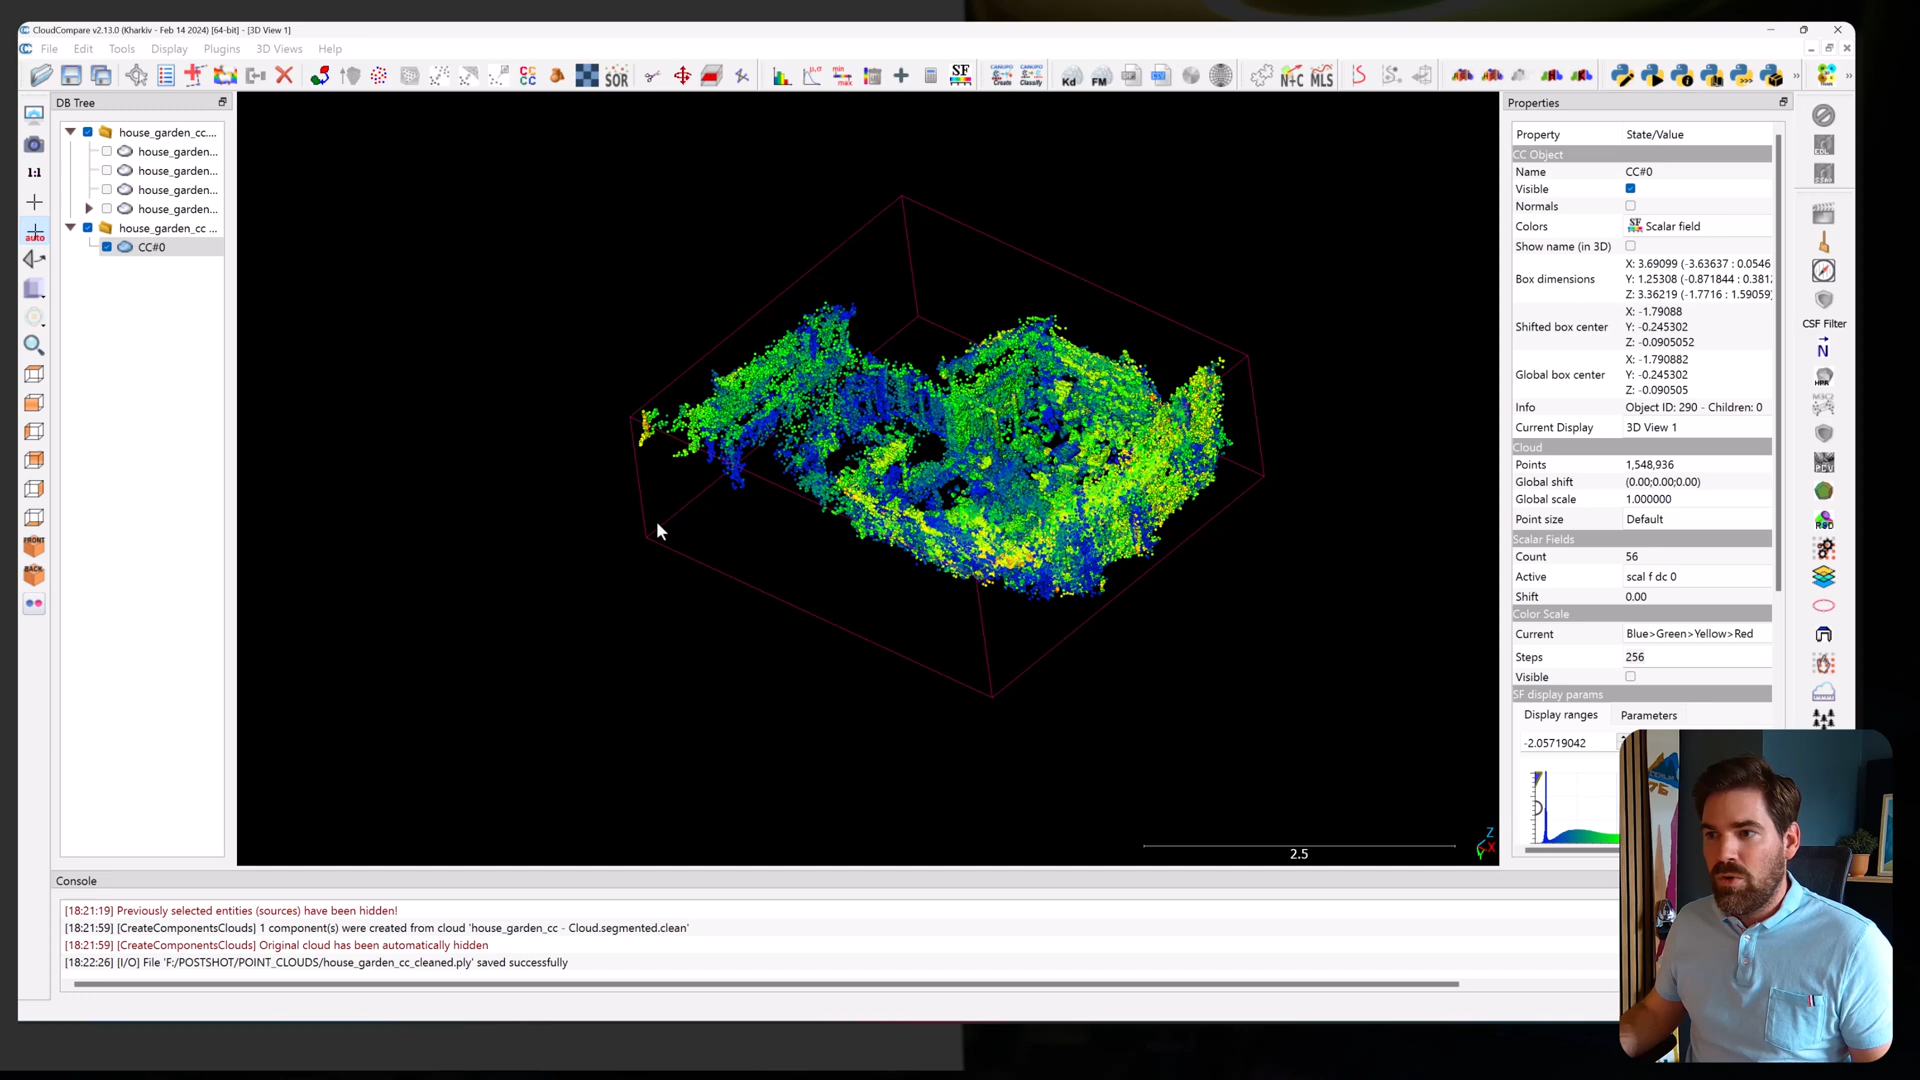 CloudCompare v2.13.0 (Kharkiv - Feb 14 2024) [64-bit] - [3D View 1]
File Edit Tools Display Plugins 3D Views Help
SOR
SF
Kd FM N+C MLS
DB Tree
house_garden_cc....
house_garden...
house_garden...
house_garden...
house_garden...
house_garden_cc ...
CC#0
1:1
auto
FRONT
BACK
2.5
Z
X
Y
Properties
Property State/Value
CC Object
Name CC#0
Visible
Normals
Colors SF Scalar field
Show name (in 3D)
Box dimensions
X: 3.69099 (-3.63637 : 0.0546
Y: 1.25308 (-0.871844 : 0.381
Z: 3.36219 (-1.7716 : 1.59059)
Shifted box center
X: -1.79088
Y: -0.245302
Z: -0.0905052
Global box center
X: -1.790882
Y: -0.245302
Z: -0.090505
Info Object ID: 290 - Children: 0
Current Display 3D View 1
Cloud
Points 1,548,936
Global shift (0.00;0.00;0.00)
Global scale 1.000000
Point size Default
Scalar Fields
Count 56
Active scal f dc 0
Shift 0.00
Color Scale
Current Blue>Green>Yellow>Red
Steps 256
Visible
SF display params
Display ranges Parameters
-2.05719042
CSF Filter
N
HPR
M3C2
PCV
Console
[18:21:19] Previously selected entities (sources) have been hidden!
[18:21:59] [CreateComponentsClouds] 1 component(s) were created from cloud 'house_garden_cc - Cloud.segmented.clean'
[18:21:59] [CreateComponentsClouds] Original cloud has been automatically hidden
[18:22:26] [I/O] File 'F:/POSTSHOT/POINT_CLOUDS/house_garden_cc_cleaned.ply' saved successfully